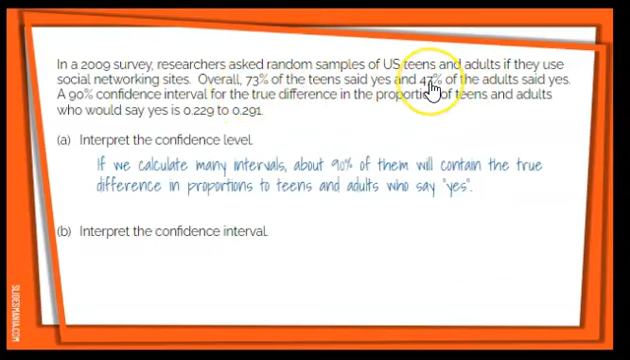 In a 2009 survey, researchers asked random samples of US teens and adults if they use
social networking sites. Overall, 73% of the teens said yes and 47% of the adults said yes.
A 90% confidence interval for the true difference in the proportion of teens and adults
who would say yes is 0.229 to 0.291.
(a) Interpret the confidence level.
If we calculate many intervals, about 90% of them will contain the true
difference in proportions to teens and adults who say "yes".
(b) Interpret the confidence interval.
SLIDESMANIA.COM